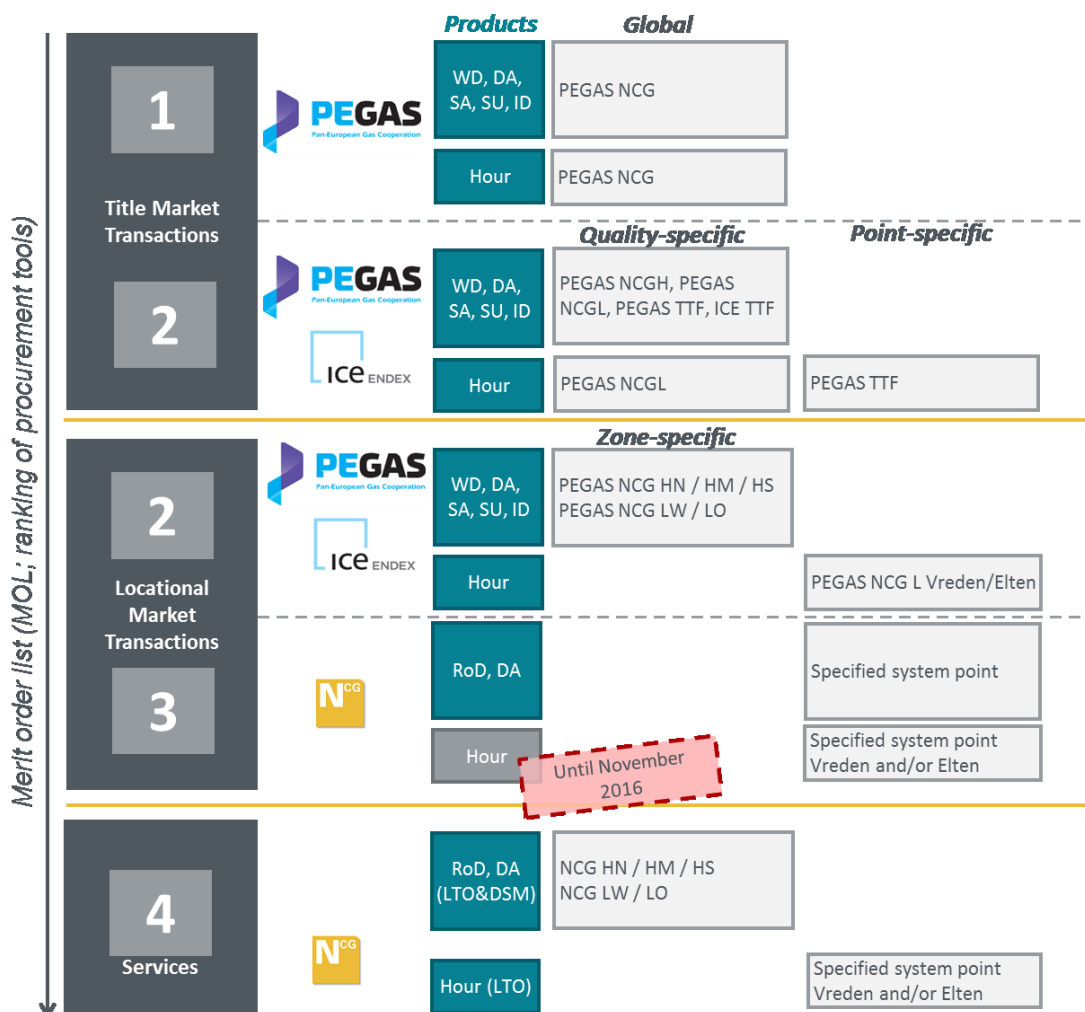 Merit order list (MOL; ranking of procurement tools)
Products
Global
1
PEGAS
Pan-European Gas Cooperation
WD, DA,
SA, SU, ID
PEGAS NCG
Hour
PEGAS NCG
Title Market
Transactions
Quality-specific
Point-specific
2
PEGAS
Pan-European Gas Cooperation
ice ENDEX
WD, DA,
SA, SU, ID
PEGAS NCGH, PEGAS
NCGL, PEGAS TTF, ICE TTF
Hour
PEGAS NCGL
PEGAS TTF
Zone-specific
2
PEGAS
Pan-European Gas Cooperation
ice ENDEX
WD, DA,
SA, SU, ID
PEGAS NCG HN / HM / HS
PEGAS NCG LW / LO
Hour
PEGAS NCG L Vreden/Elten
Locational
Market
Transactions
3
NCG
RoD, DA
Specified system point
Hour
Specified system point
Vreden and/or Elten
Until November
2016
4
Services
NCG
RoD, DA
(LTO&DSM)
NCG HN / HM / HS
NCG LW / LO
Hour (LTO)
Specified system point
Vreden and/or Elten